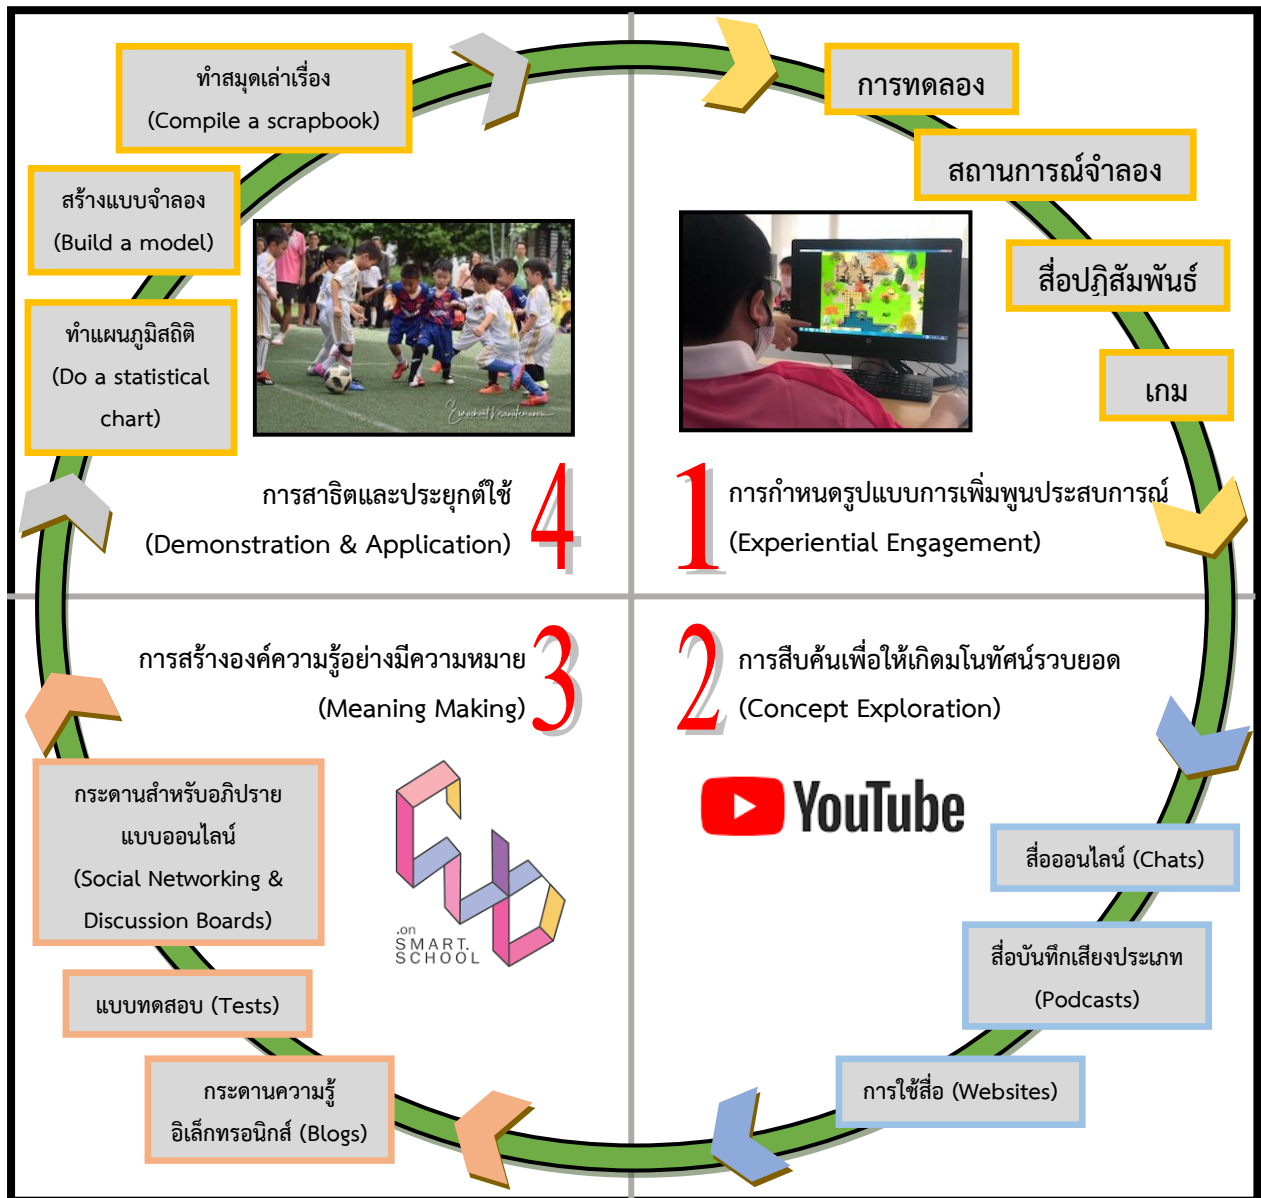 ทำสมุดเล่าเรื่อง
(Compile a scrapbook)
สร้างแบบจำลอง
(Build a model)
ทำแผนภูมิสถิติ
(Do a statistical
chart)
การสาธิตและประยุกต์ใช้
(Demonstration & Application)
4
การทดลอง
สถานการณ์จำลอง
สื่อปฏิสัมพันธ์
เกม
1
การกำหนดรูปแบบการเพิ่มพูนประสบการณ์
(Experiential Engagement)
การสร้างองค์ความรู้อย่างมีความหมาย
(Meaning Making)
3
กระดานสำหรับอภิปราย
แบบออนไลน์
(Social Networking &
Discussion Boards)
แบบทดสอบ (Tests)
กระดานความรู้
อิเล็กทรอนิกส์ (Blogs)
.on
SMART.
SCHOOL
2
การสืบค้นเพื่อให้เกิดมโนทัศน์รวบยอด
(Concept Exploration)
YouTube
สื่อออนไลน์ (Chats)
สื่อบันทึกเสียงประเภท
(Podcasts)
การใช้สื่อ (Websites)